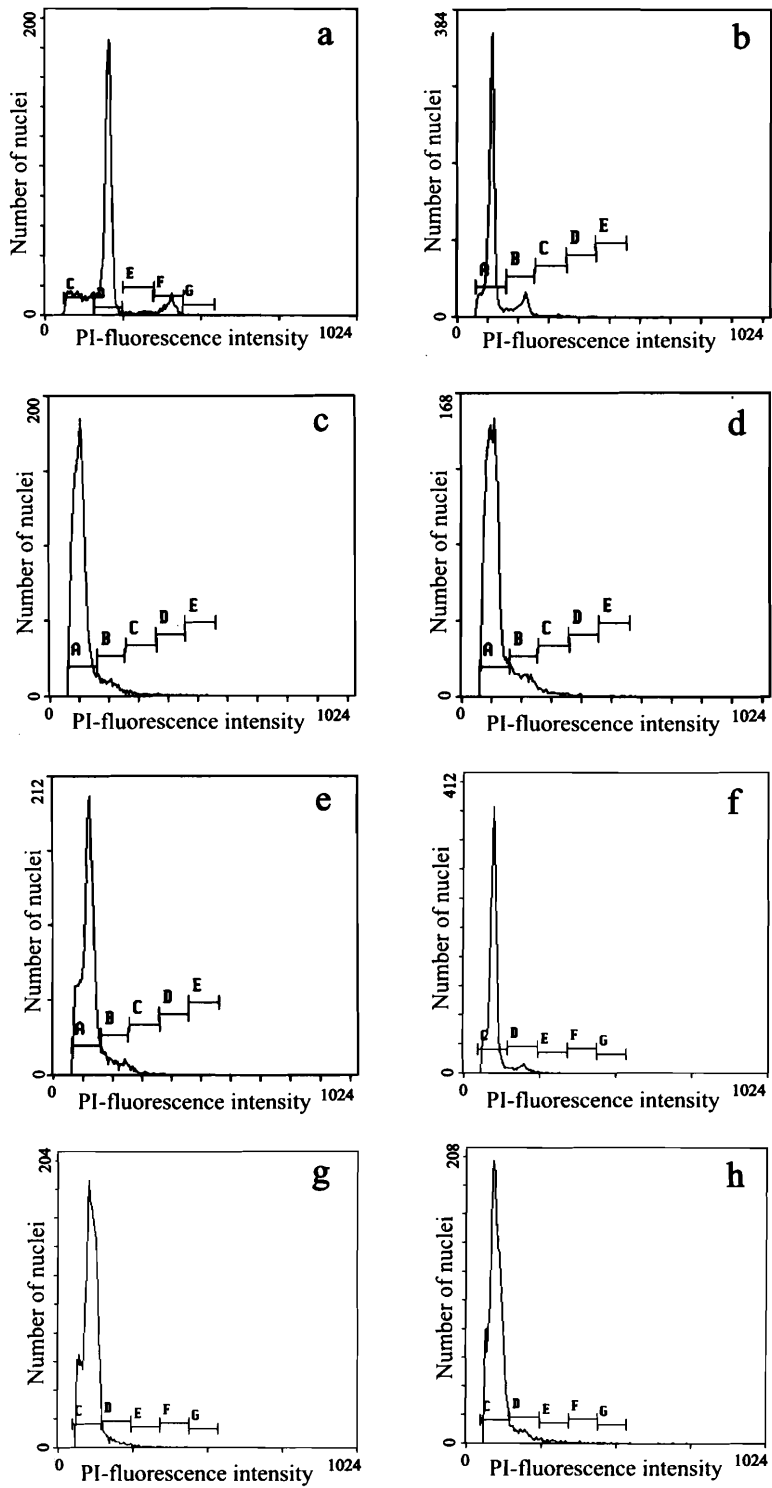 200
a
Number of nuclei
C
E
F
G
0
0
PI-fluorescence intensity
1024
384
b
Number of nuclei
A
B
C
D
E
0
0
PI-fluorescence intensity
1024
200
c
Number of nuclei
A
B
C
D
E
0
0
PI-fluorescence intensity
1024
168
d
Number of nuclei
A
B
C
D
E
0
0
PI-fluorescence intensity
1024
212
e
Number of nuclei
A
B
C
D
E
0
0
PI-fluorescence intensity
1024
412
f
Number of nuclei
C
D
E
F
G
0
0
PI-fluorescence intensity
1024
204
g
Number of nuclei
C
D
E
F
G
0
0
PI-fluorescence intensity
1024
208
h
Number of nuclei
C
D
E
F
G
0
0
PI-fluorescence intensity
1024